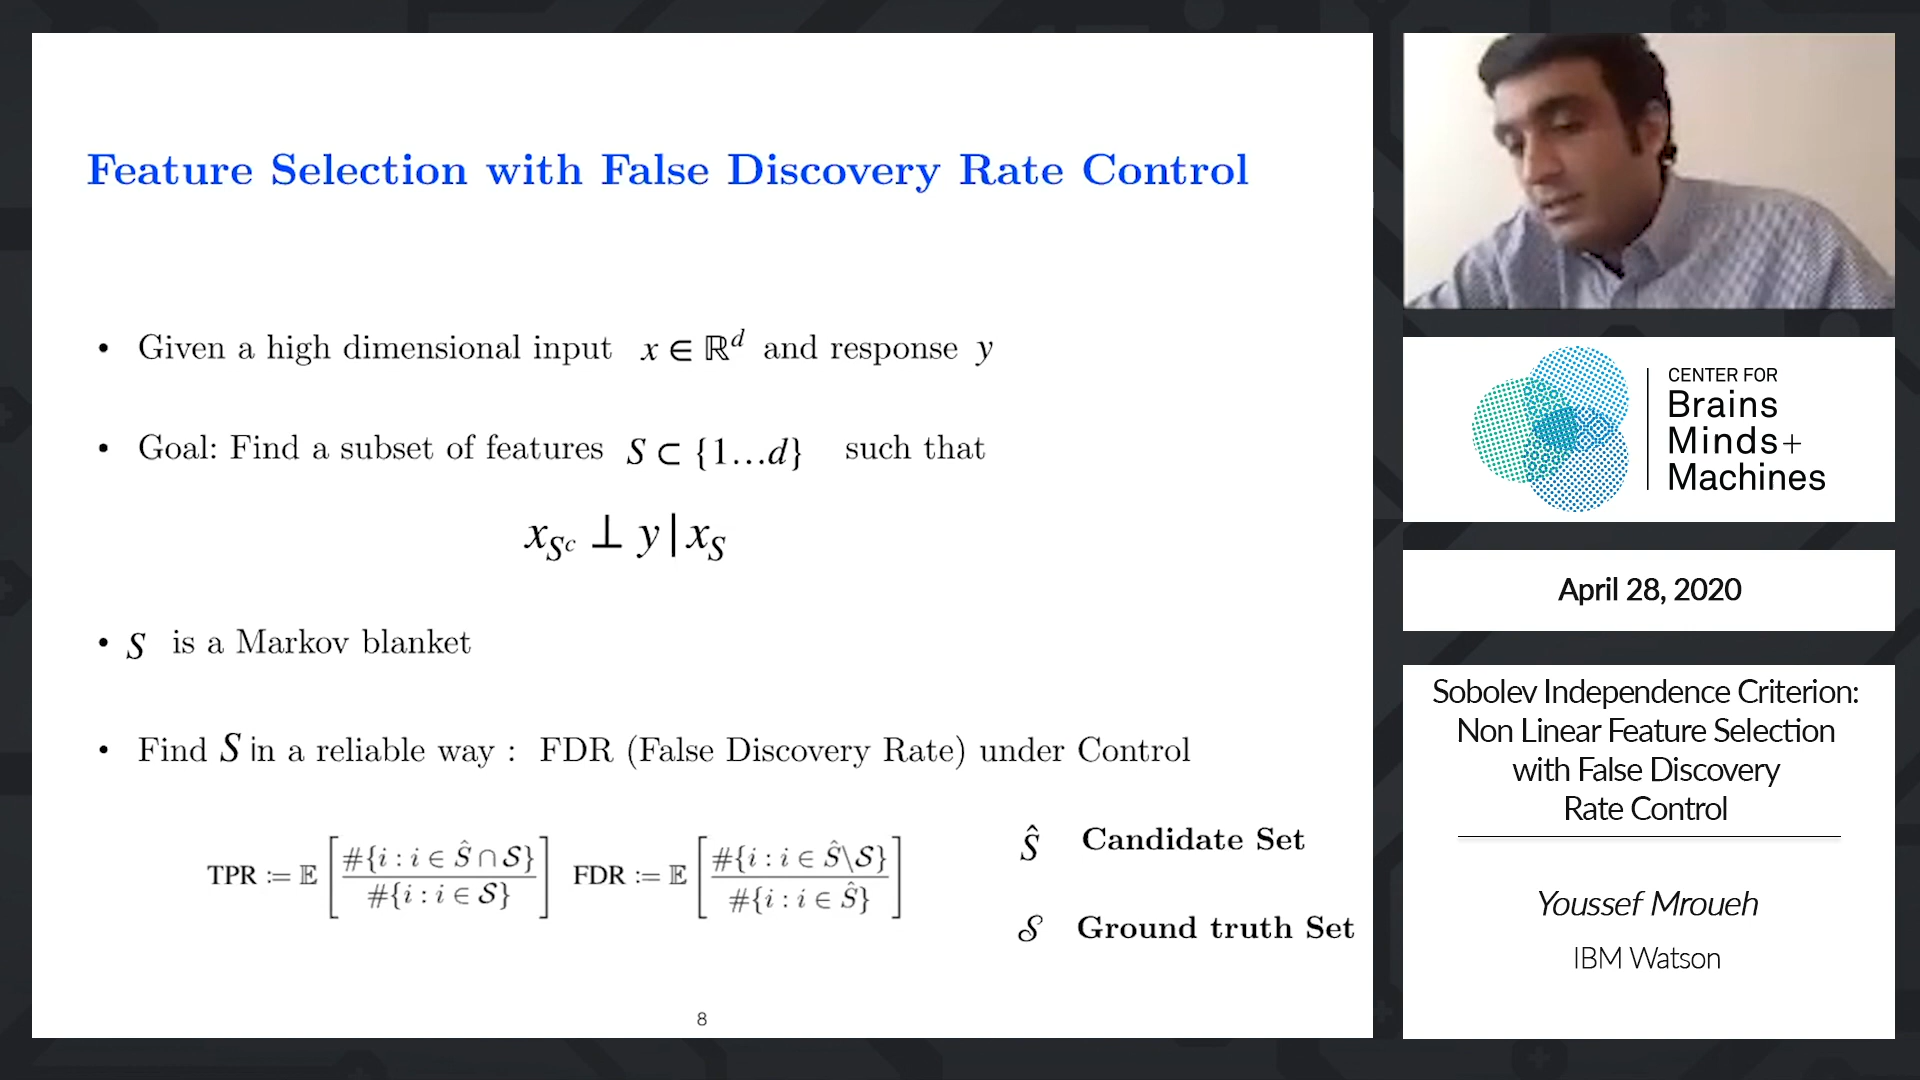 Feature Selection with False Discovery Rate Control
• Given a high dimensional input x ∈ ℝᵈ and response y
• Goal: Find a subset of features S ⊂ {1…d} such that
x_{Sᶜ} ⊥ y | x_S
• S is a Markov blanket
• Find S in a reliable way : FDR (False Discovery Rate) under Control
TPR := 𝔼 [ #{i : i ∈ Ŝ ∩ 𝒮} / #{i : i ∈ 𝒮} ] FDR := 𝔼 [ #{i : i ∈ Ŝ\𝒮} / #{i : i ∈ Ŝ} ]
Ŝ Candidate Set
𝒮 Ground truth Set
8
CENTER FOR
Brains
Minds+
Machines
April 28, 2020
Sobolev Independence Criterion:
Non Linear Feature Selection
with False Discovery
Rate Control
Youssef Mroueh
IBM Watson